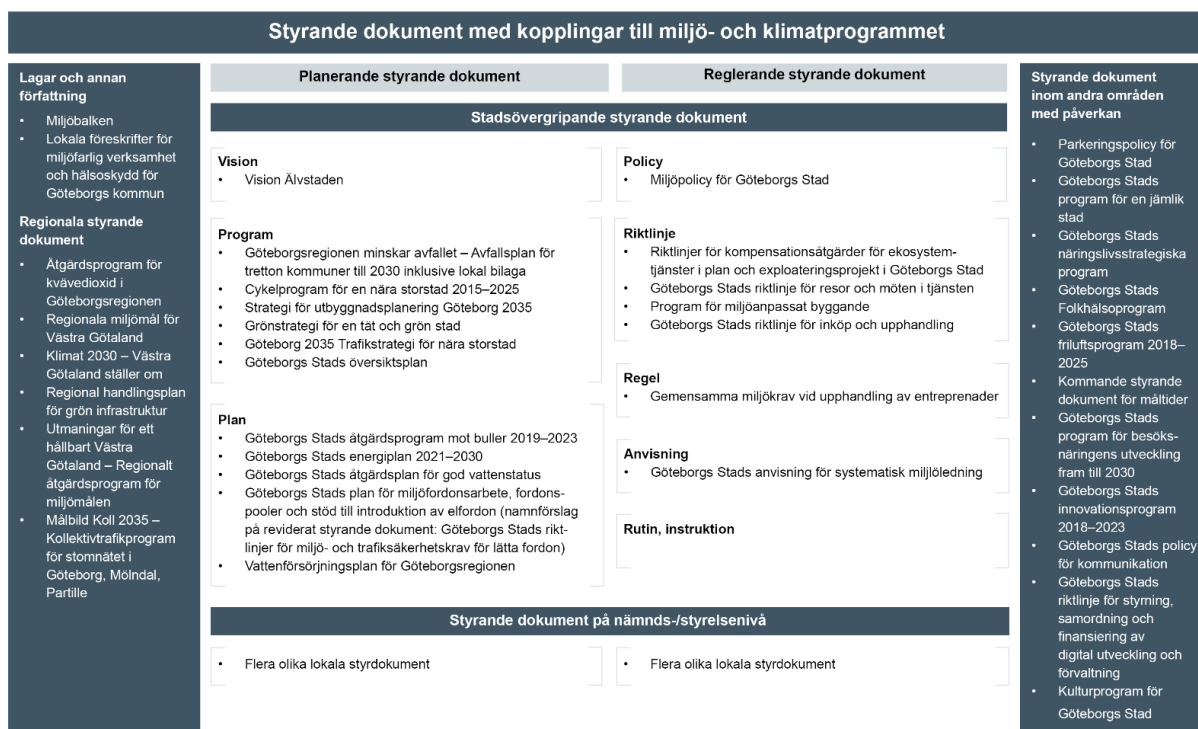 Styrande dokument med kopplingar till miljö- och klimatprogrammet
Lagar och annan
författning
• Miljöbalken
• Lokala föreskrifter för
miljöfarlig verksamhet
och hälsoskydd för
Göteborgs kommun
Regionala styrande
dokument
• Åtgärdsprogram för
kvävedioxid i
Göteborgsregionen
• Regionala miljömål för
Västra Götaland
• Klimat 2030 – Västra
Götaland ställer om
• Regional handlingsplan
för grön infrastruktur
• Utmaningar för ett
hållbart Västra
Götaland – Regionalt
åtgärdsprogram för
miljömålen
• Målbild Koll 2035 –
Kollektivtrafikprogram
för stomnätet i
Göteborg, Mölndal,
Partille
Planerande styrande dokument
Reglerande styrande dokument
Stadsövergripande styrande dokument
Vision
• Vision Älvstaden
Program
• Göteborgsregionen minskar avfallet – Avfallsplan för
tretton kommuner till 2030 inklusive lokal bilaga
• Cykelprogram för en nära storstad 2015–2025
• Strategi för utbyggnadsplanering Göteborg 2035
• Grönstrategi för en tät och grön stad
• Göteborg 2035 Trafikstrategi för nära storstad
• Göteborgs Stads översiktsplan
Plan
• Göteborgs Stads åtgärdsprogram mot buller 2019–2023
• Göteborgs Stads energiplan 2021–2030
• Göteborgs Stads åtgärdsplan för god vattenstatus
• Göteborgs Stads plan för miljöfordonsarbete, fordons-
pooler och stöd till introduktion av elfordon (namnförslag
på reviderat styrande dokument: Göteborgs Stads rikt-
linjer för miljö- och trafiksäkerhetskrav för lätta fordon)
• Vattenförsörjningsplan för Göteborgsregionen
Policy
• Miljöpolicy för Göteborgs Stad
Riktlinje
• Riktlinjer för kompensationsåtgärder för ekosystem-
tjänster i plan och exploateringsprojekt i Göteborgs Stad
• Göteborgs Stads riktlinje för resor och möten i tjänsten
• Program för miljöanpassat byggande
• Göteborgs Stads riktlinje för inköp och upphandling
Regel
• Gemensamma miljökrav vid upphandling av entreprenader
Anvisning
• Göteborgs Stads anvisning för systematisk miljöledning
Rutin, instruktion
Styrande dokument på nämnds-/styrelsenivå
• Flera olika lokala styrdokument
• Flera olika lokala styrdokument
Styrande dokument
inom andra områden
med påverkan
• Parkeringspolicy för
Göteborgs Stad
• Göteborgs Stads
program för en jämlik
stad
• Göteborgs Stads
näringslivsstrategiska
program
• Göteborgs Stads
Folkhälsoprogram
• Göteborgs Stads
friluftsprogram 2018–
2025
• Kommande styrande
dokument för måltider
• Göteborgs Stads
program för besöks-
näringens utveckling
fram till 2030
• Göteborgs Stads
innovationsprogram
2018–2023
• Göteborgs Stads policy
för kommunikation
• Göteborgs Stads
riktlinje för styrning,
samordning och
finansiering av
digital utveckling och
förvaltning
• Kulturprogram för
Göteborgs Stad